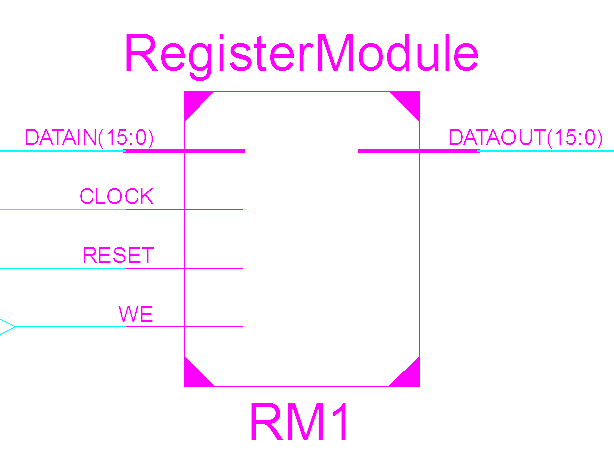 RegisterModule
DATAIN(15:0)
DATAOUT(15:0)
CLOCK
RESET
WE
RM1